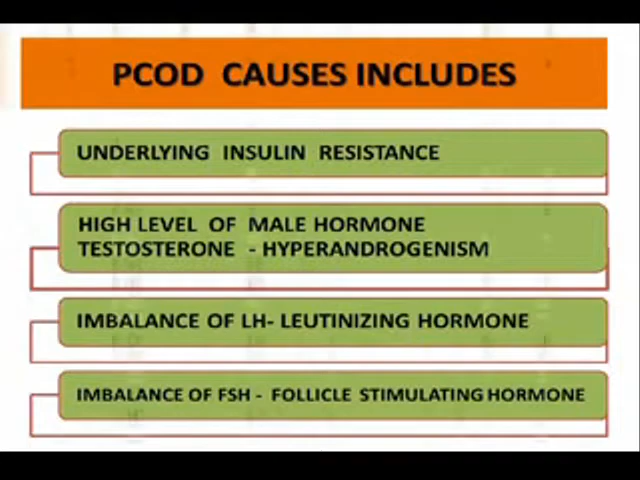 PCOD CAUSES INCLUDES
UNDERLYING INSULIN RESISTANCE
HIGH LEVEL OF MALE HORMONE
TESTOSTERONE - HYPERANDROGENISM
IMBALANCE OF LH- LEUTINIZING HORMONE
IMBALANCE OF FSH - FOLLICLE STIMULATING HORMONE